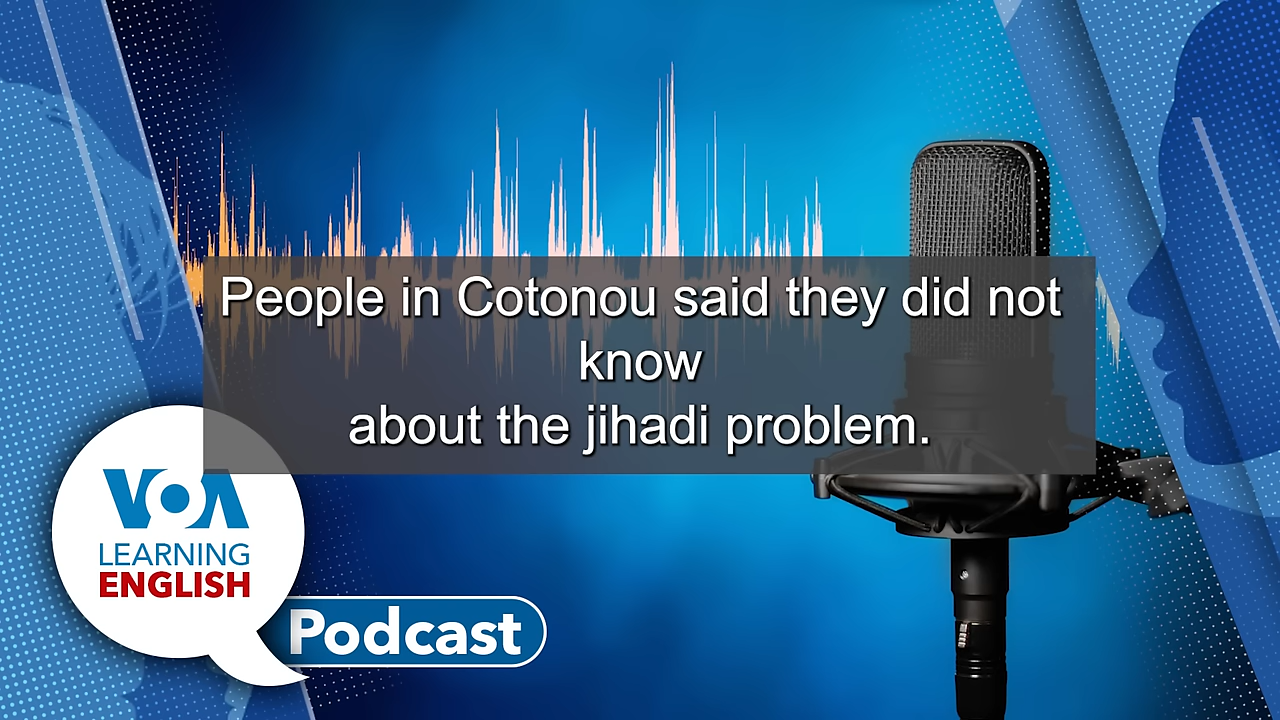 People in Cotonou said they did not
know
about the jihadi problem.
VOA
LEARNING
ENGLISH
Podcast